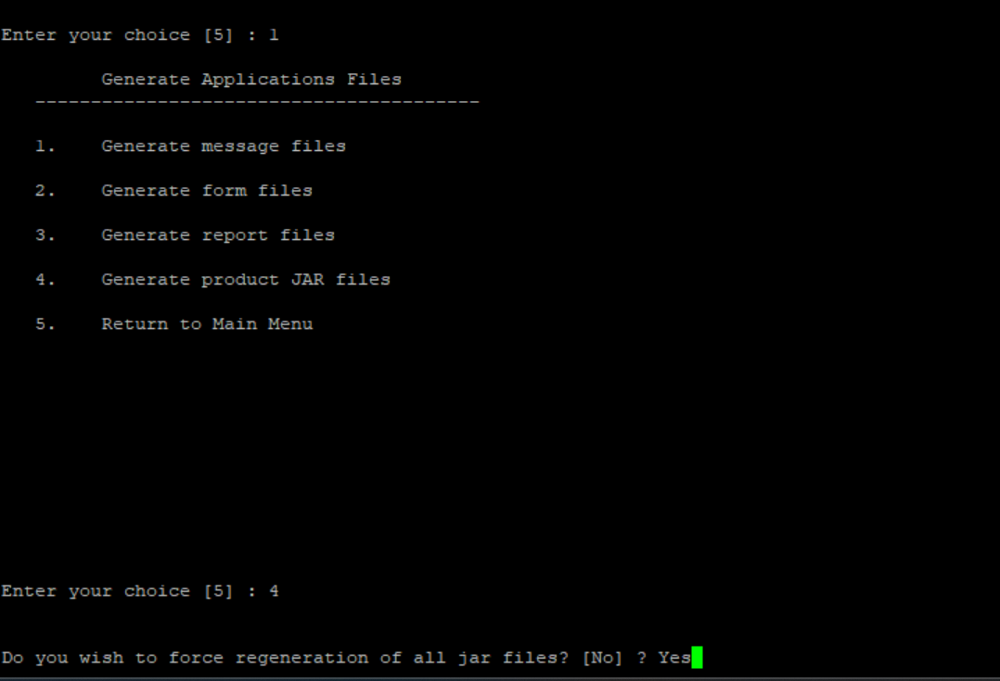 Enter your choice [5] : 1
Generate Applications Files
----------------------------------------
1.    Generate message files
2.    Generate form files
3.    Generate report files
4.    Generate product JAR files
5.    Return to Main Menu
Enter your choice [5] : 4
Do you wish to force regeneration of all jar files? [No] ? Yes